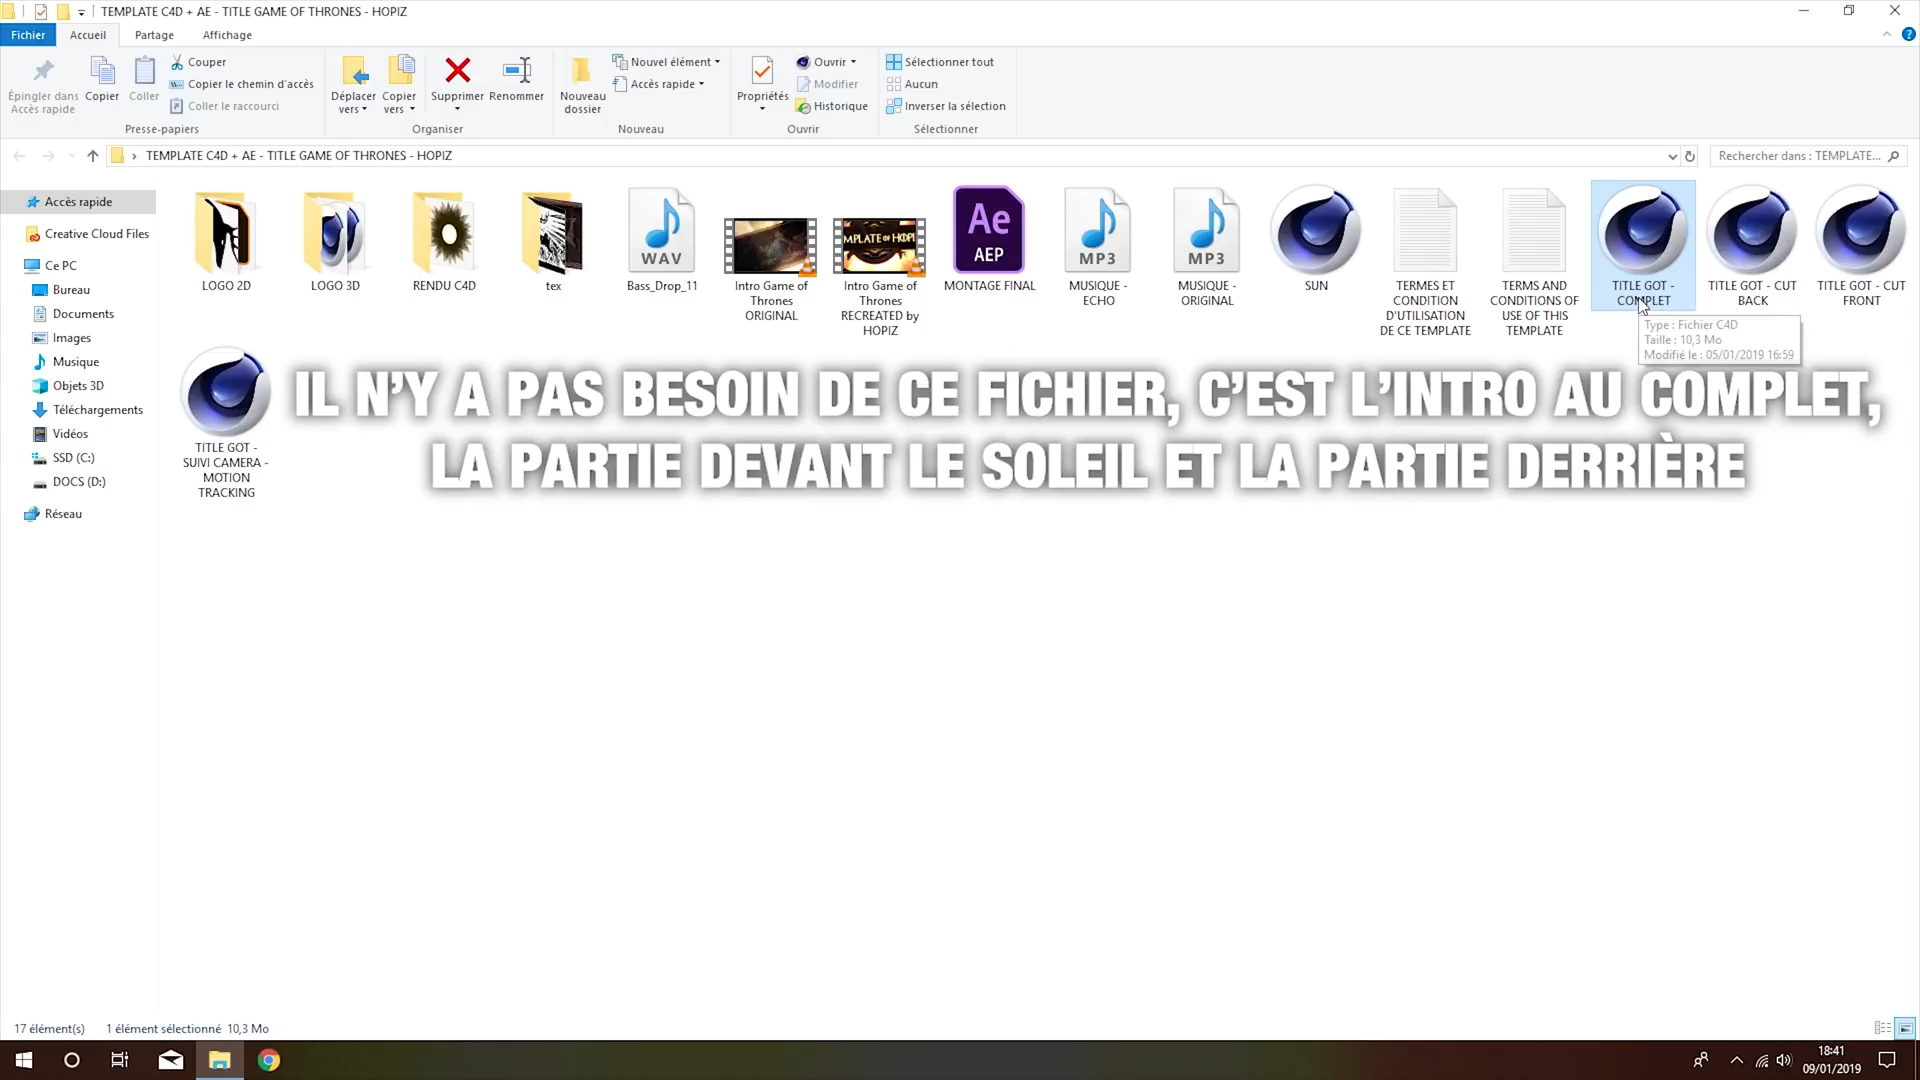 TEMPLATE C4D + AE - TITLE GAME OF THRONES - HOPIZ
Fichier
Accueil
Partage
Affichage
Épingler dans
Accès rapide
Copier
Coller
Couper
Copier le chemin d'accès
Coller le raccourci
Presse-papiers
Déplacer
vers
Copier
vers
Supprimer
Renommer
Organiser
Nouveau
dossier
Nouvel élément
Accès rapide
Nouveau
Propriétés
Ouvrir
Modifier
Historique
Ouvrir
Sélectionner tout
Aucun
Inverser la sélection
Sélectionner
TEMPLATE C4D + AE - TITLE GAME OF THRONES - HOPIZ
Rechercher dans : TEMPLATE...
Accès rapide
Creative Cloud Files
Ce PC
Bureau
Documents
Images
Musique
Objets 3D
Téléchargements
Vidéos
SSD (C:)
DOCS (D:)
Réseau
LOGO 2D
LOGO 3D
RENDU C4D
tex
WAV
Bass_Drop_11
Intro Game of
Thrones
ORIGINAL
MPLATE OF HOPI
Intro Game of
Thrones
RECREATED by
HOPIZ
Ae
AEP
MONTAGE FINAL
MP3
MUSIQUE -
ECHO
MP3
MUSIQUE -
ORIGINAL
SUN
TERMES ET
CONDITION
D'UTILISATION
DE CE TEMPLATE
TERMS AND
CONDITIONS OF
USE OF THIS
TEMPLATE
TITLE GOT -
COMPLET
TITLE GOT - CUT
BACK
TITLE GOT - CUT
FRONT
Type : Fichier C4D
Taille : 10,3 Mo
Modifié le : 05/01/2019 16:59
TITLE GOT -
SUIVI CAMERA -
MOTION
TRACKING
IL N'Y A PAS BESOIN DE CE FICHIER, C'EST L'INTRO AU COMPLET,
LA PARTIE DEVANT LE SOLEIL ET LA PARTIE DERRIÈRE
17 élément(s)
1 élément sélectionné 10,3 Mo
18:41
09/01/2019